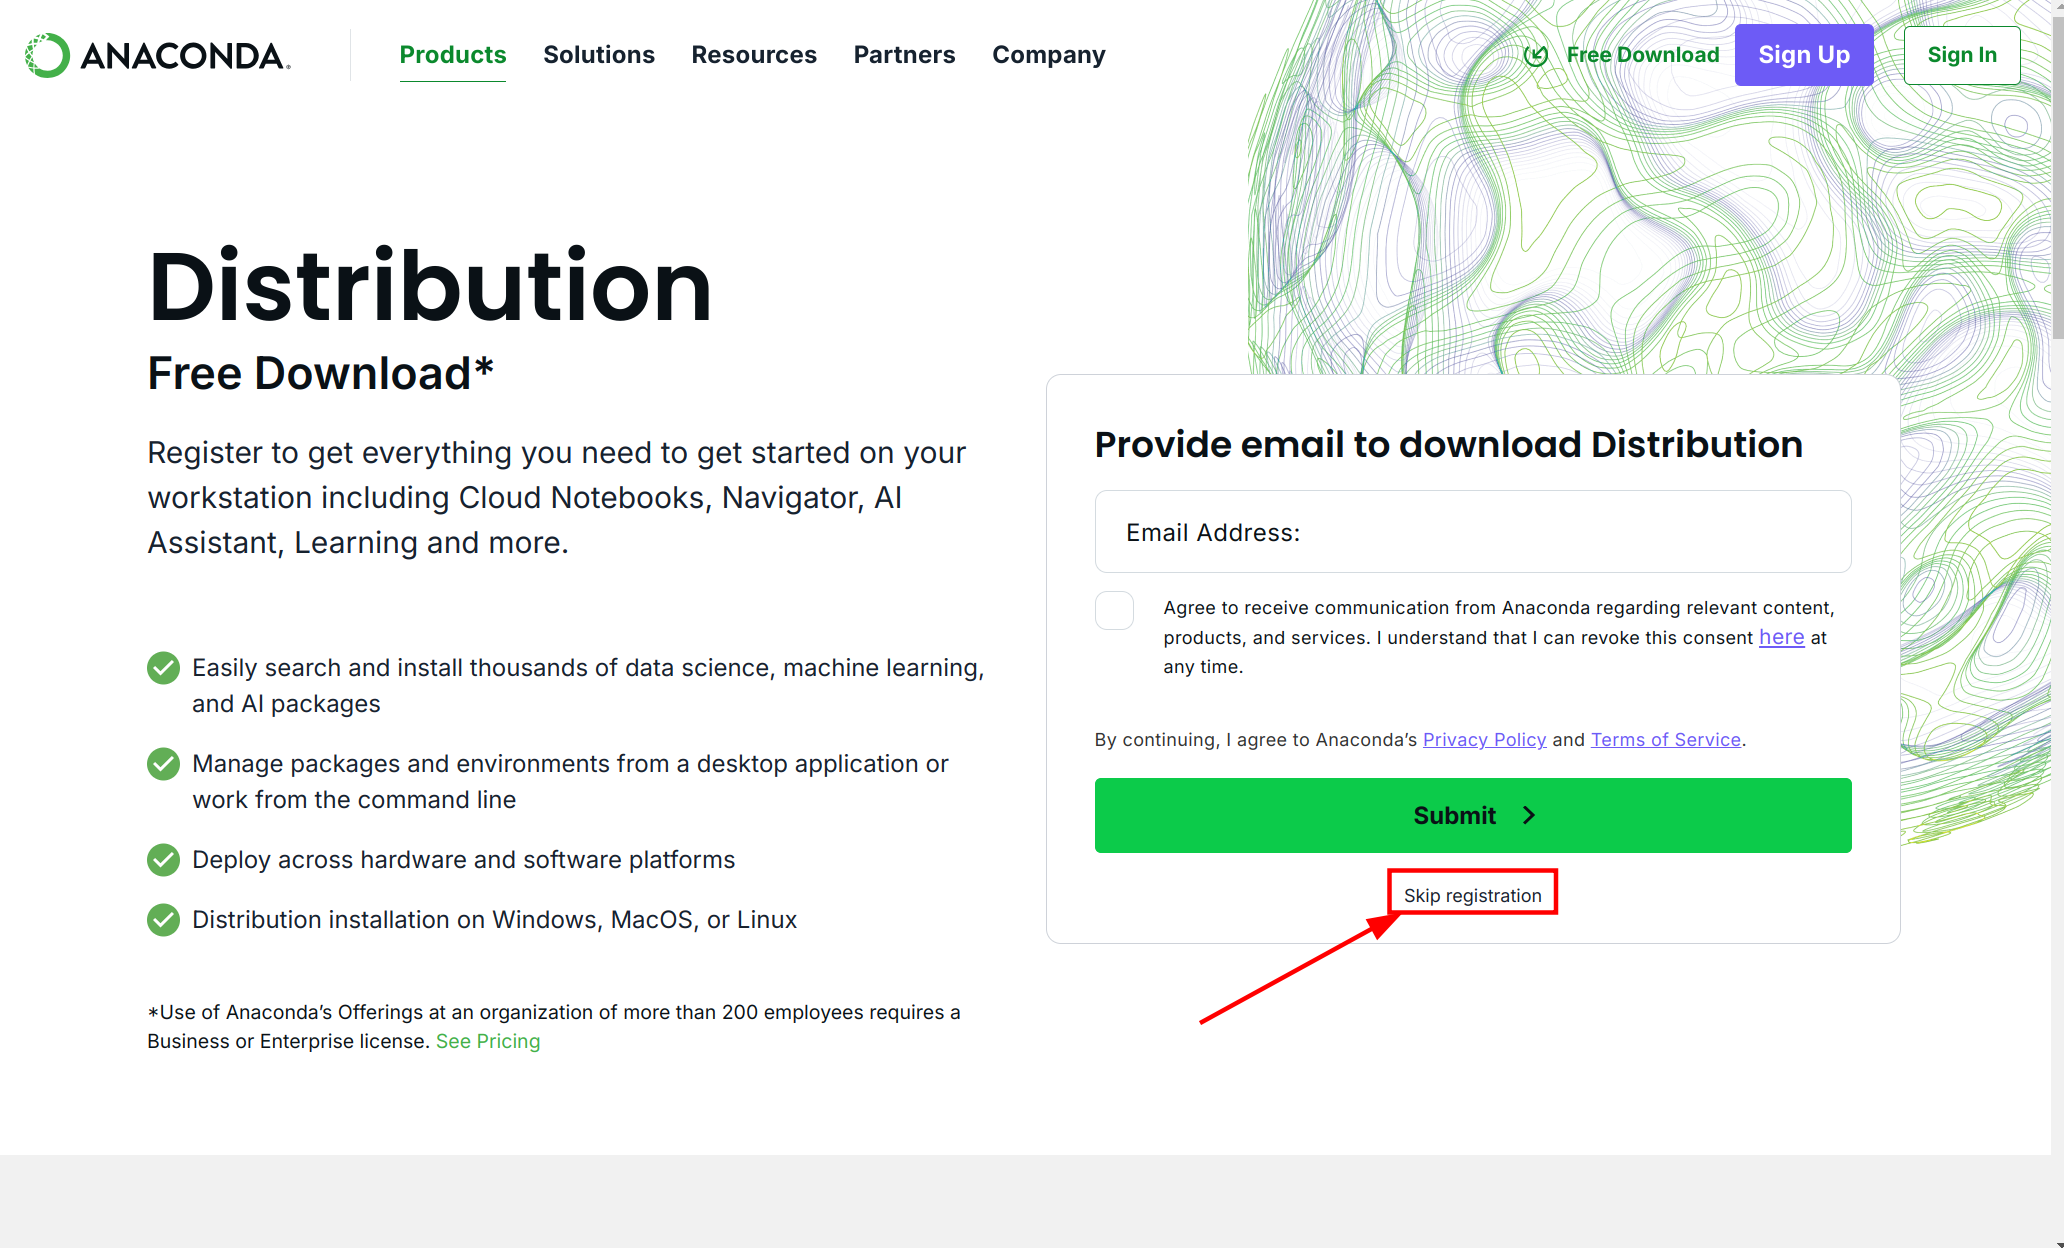 ANACONDA.
Products Solutions Resources Partners Company
Free Download
Sign Up
Sign In
Distribution
Free Download*
Register to get everything you need to get started on your
workstation including Cloud Notebooks, Navigator, AI
Assistant, Learning and more.
Easily search and install thousands of data science, machine learning,
and AI packages
Manage packages and environments from a desktop application or
work from the command line
Deploy across hardware and software platforms
Distribution installation on Windows, MacOS, or Linux
*Use of Anaconda’s Offerings at an organization of more than 200 employees requires a
Business or Enterprise license. See Pricing
Provide email to download Distribution
Email Address:
Agree to receive communication from Anaconda regarding relevant content,
products, and services. I understand that I can revoke this consent here at
any time.
By continuing, I agree to Anaconda’s Privacy Policy and Terms of Service.
Submit
Skip registration